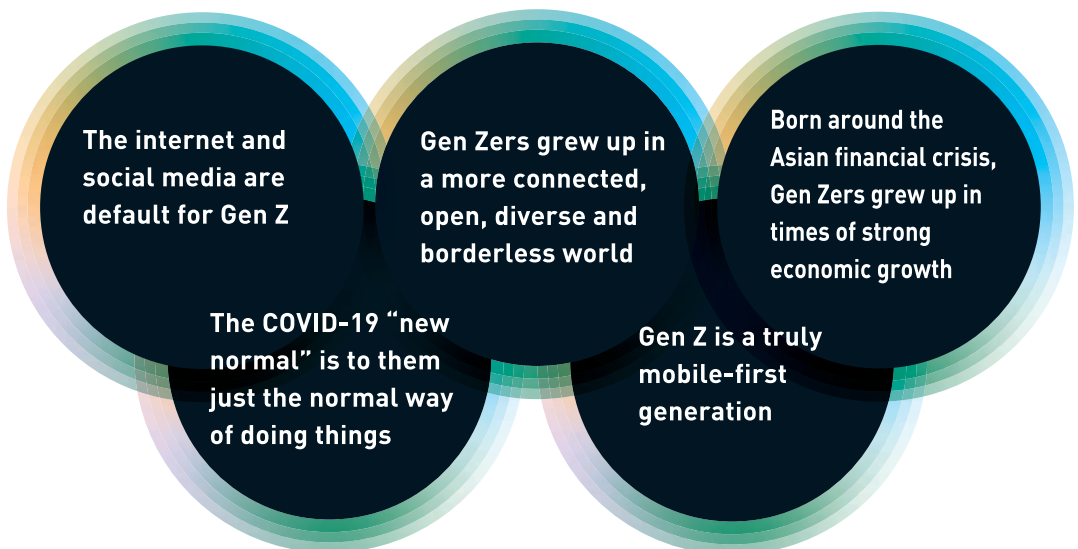 The internet and
social media are
default for Gen Z
Gen Zers grew up in
a more connected,
open, diverse and
borderless world
Born around the
Asian financial crisis,
Gen Zers grew up in
times of strong
economic growth
The COVID-19 “new
normal” is to them
just the normal way
of doing things
Gen Z is a truly
mobile-first
generation